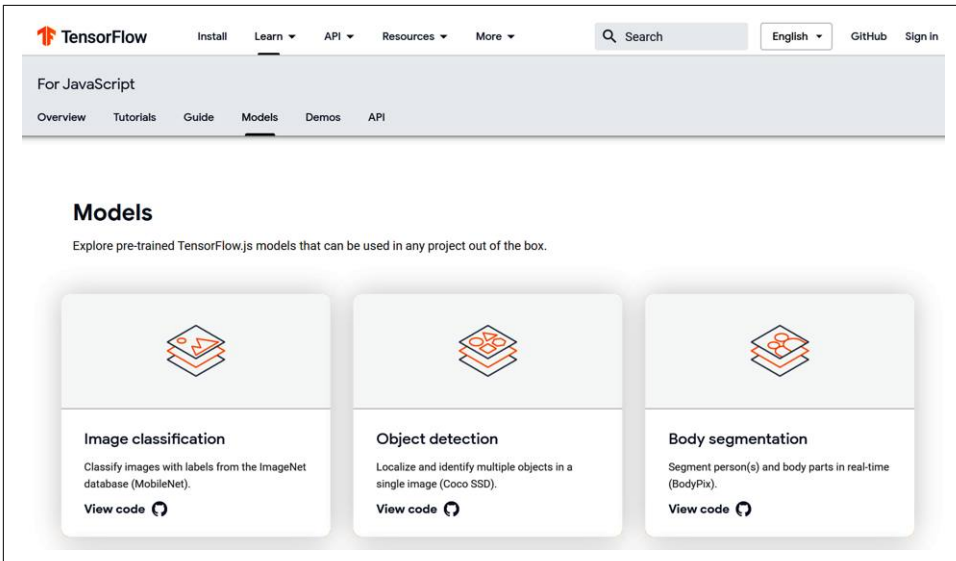 TensorFlow Install Learn API Resources More Search English GitHub Sign in
For JavaScript
Overview Tutorials Guide Models Demos API
Models
Explore pre-trained TensorFlow.js models that can be used in any project out of the box.
Image classification
Classify images with labels from the ImageNet
database (MobileNet).
View code
Object detection
Localize and identify multiple objects in a
single image (Coco SSD).
View code
Body segmentation
Segment person(s) and body parts in real-time
(BodyPix).
View code